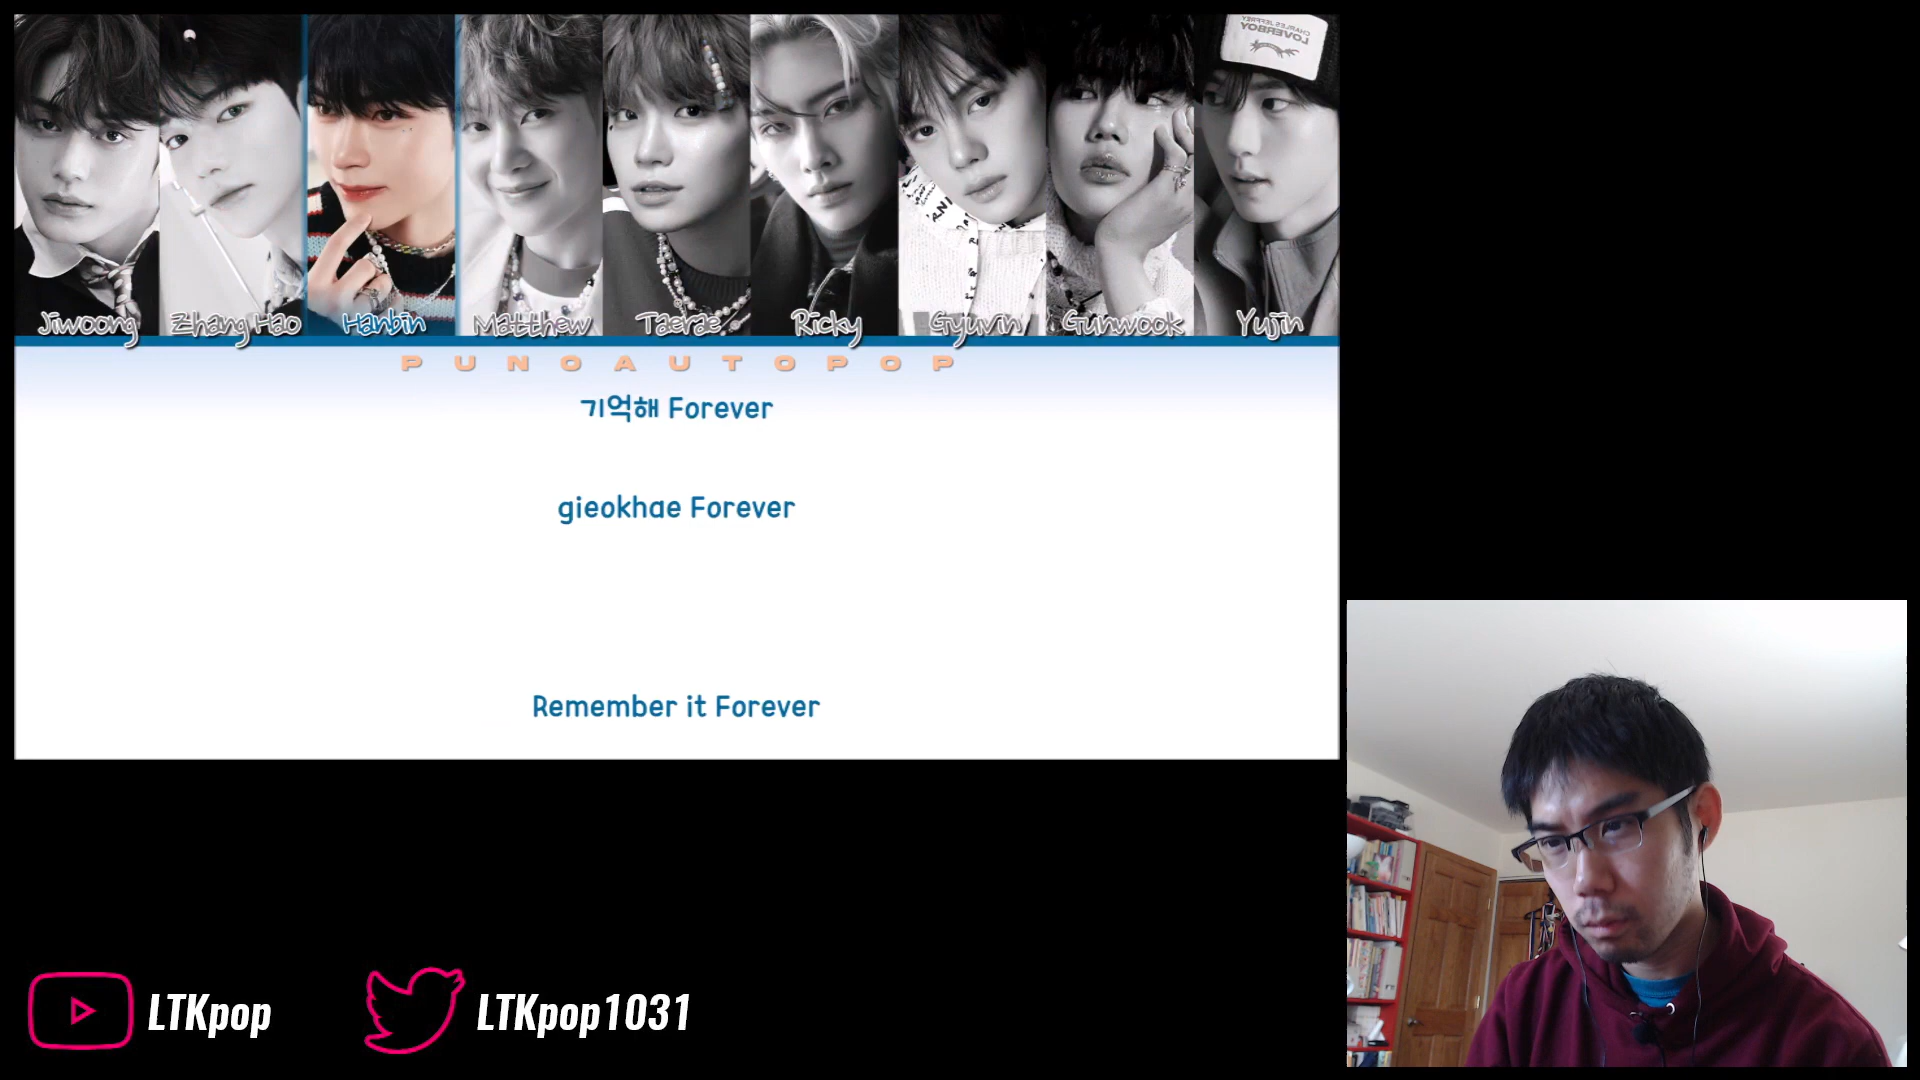 LOVERBOY
Jiwoong Zhang Hao Hanbin Matthew Taerae Ricky Gyuvin Gunwook Yujin
PUNOAUTOPOP
기억해 Forever
gieokhae Forever
Remember it Forever
LTKpop LTKpop1031